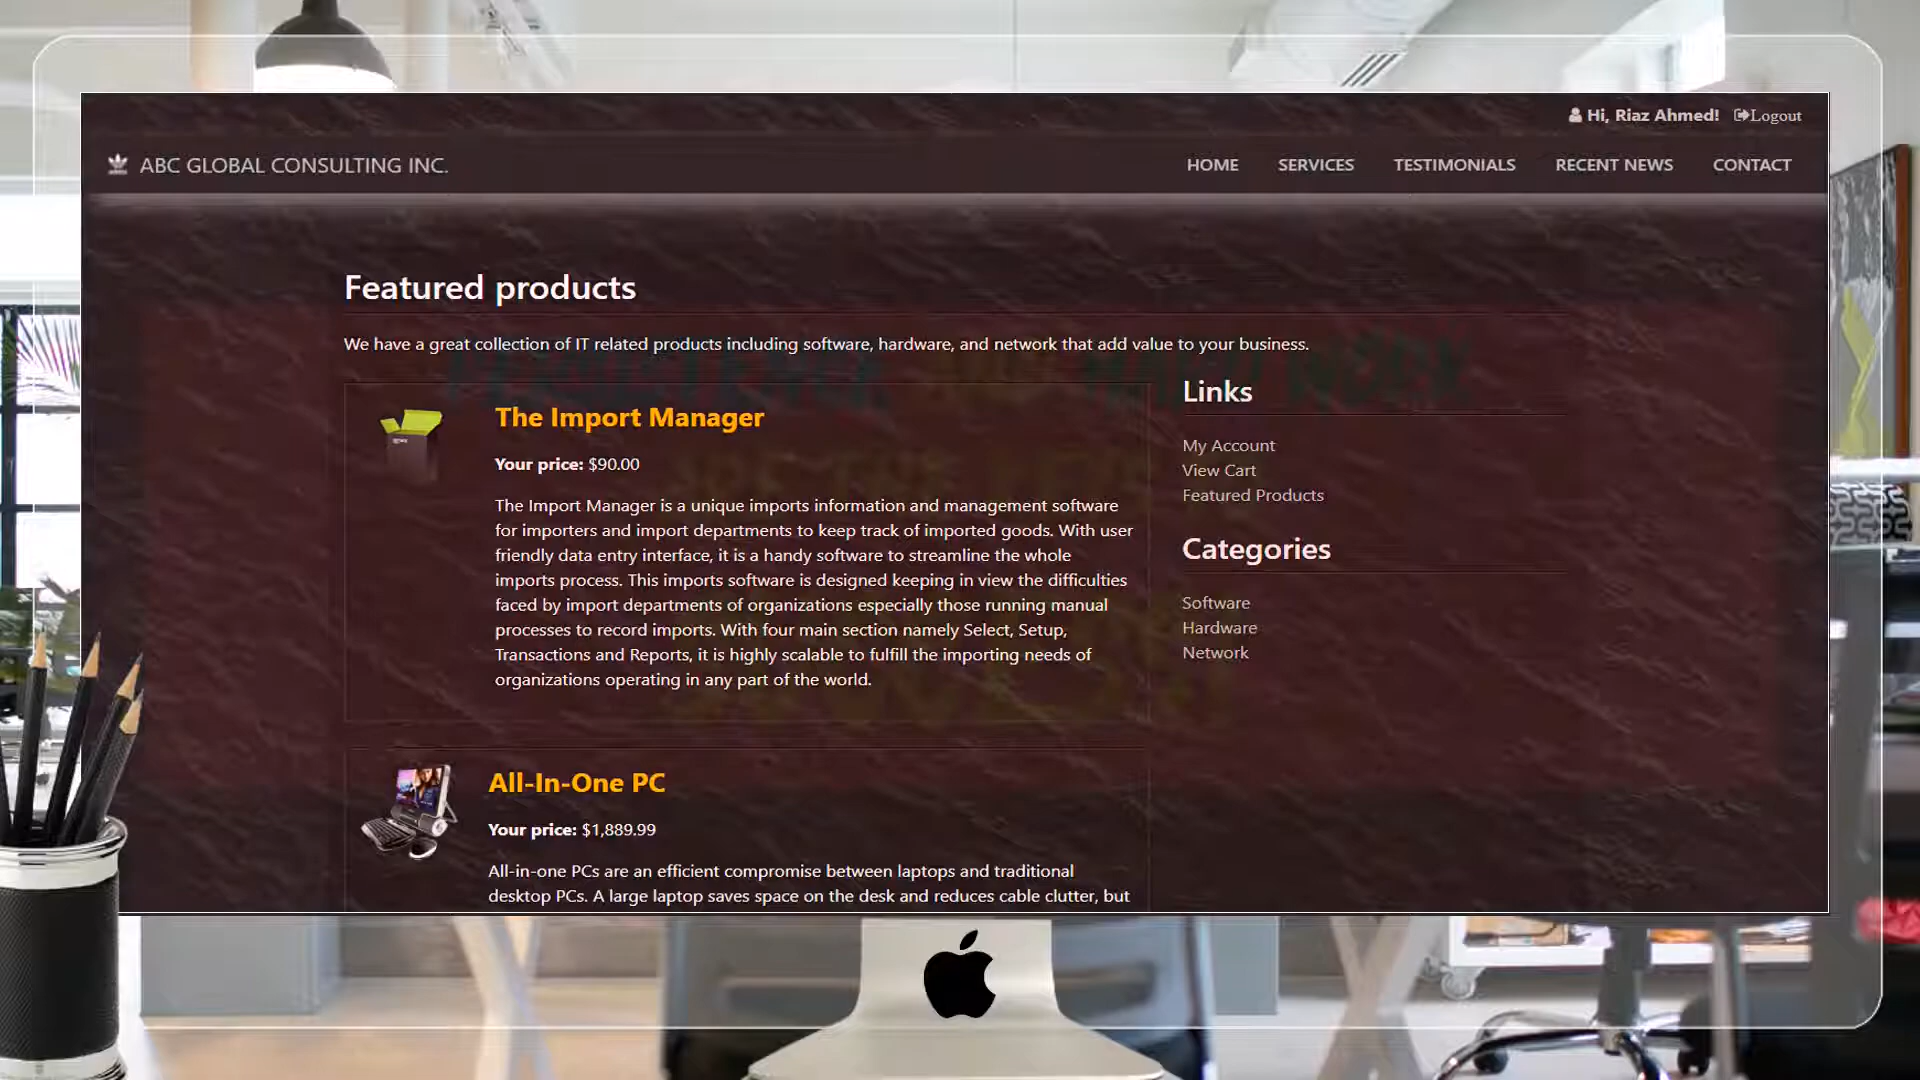 Hi, Riaz Ahmed! Logout
ABC GLOBAL CONSULTING INC.
HOME SERVICES TESTIMONIALS RECENT NEWS CONTACT
Featured products
We have a great collection of IT related products including software, hardware, and network that add value to your business.
The Import Manager
Your price: $90.00
The Import Manager is a unique imports information and management software
for importers and import departments to keep track of imported goods. With user
friendly data entry interface, it is a handy software to streamline the whole
imports process. This imports software is designed keeping in view the difficulties
faced by import departments of organizations especially those running manual
processes to record imports. With four main section namely Select, Setup,
Transactions and Reports, it is highly scalable to fulfill the importing needs of
organizations operating in any part of the world.
All-In-One PC
Your price: $1,889.99
All-in-one PCs are an efficient compromise between laptops and traditional
desktop PCs. A large laptop saves space on the desk and reduces cable clutter, but
Links
My Account
View Cart
Featured Products
Categories
Software
Hardware
Network